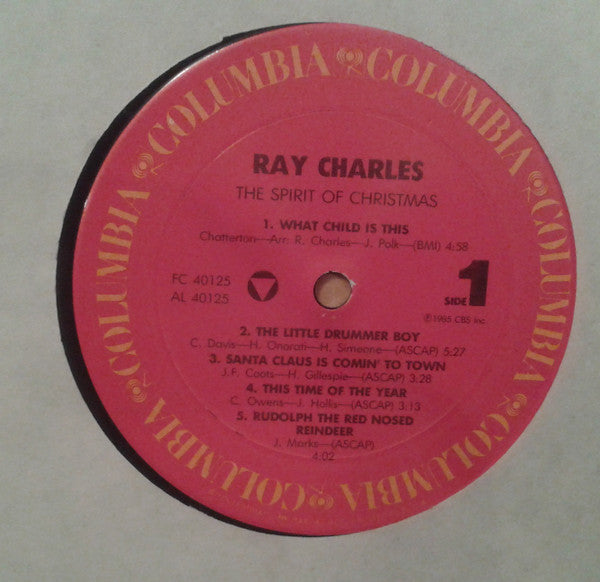 COLUMBIA COLUMBIA COLUMBIA COLUMBIA COLUMBIA COLUMBIA
RAY CHARLES
THE SPIRIT OF CHRISTMAS
1. WHAT CHILD IS THIS
Chatterton—Arr. R. Charles—J. Polk—(BMI) 4:58
FC 40125
AL 40125
SIDE 1
℗1985 CBS Inc.
2. THE LITTLE DRUMMER BOY
C. Davis—H. Onorati—H. Simeone—(ASCAP) 5:27
3. SANTA CLAUS IS COMIN' TO TOWN
J.F. Coots—H. Gillespie—(ASCAP) 3:28
4. THIS TIME OF THE YEAR
C. Owens—J. Hollis—(ASCAP) 3:13
5. RUDOLPH THE RED NOSED
REINDEER
J. Marks—(ASCAP)
4:02